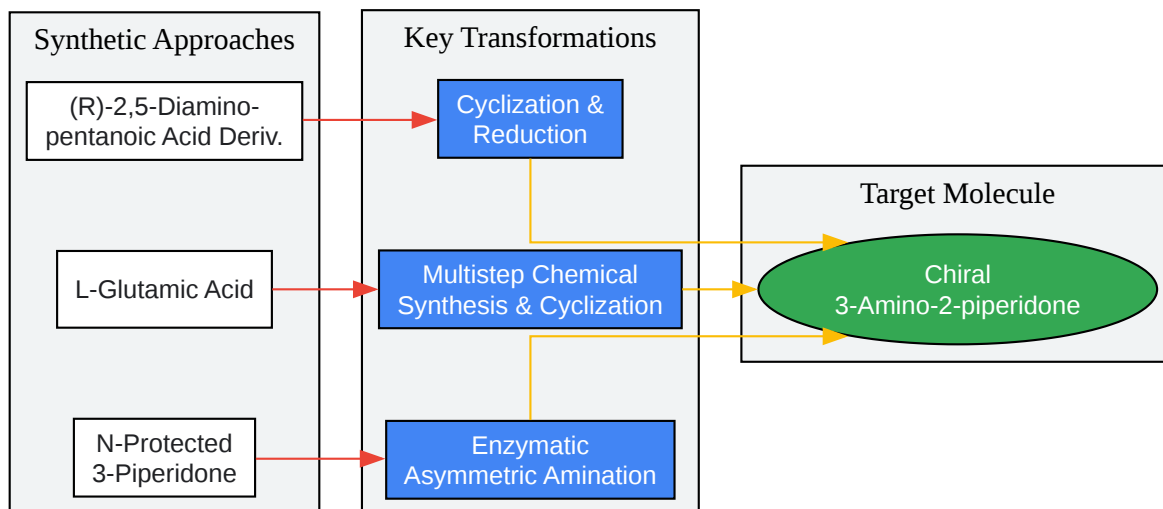 Synthetic Approaches
(R)-2,5-Diamino-
pentanoic Acid Deriv.
L-Glutamic Acid
N-Protected
3-Piperidone
Key Transformations
Cyclization &
Reduction
Multistep Chemical
Synthesis & Cyclization
Enzymatic
Asymmetric Amination
Target Molecule
Chiral
3-Amino-2-piperidone